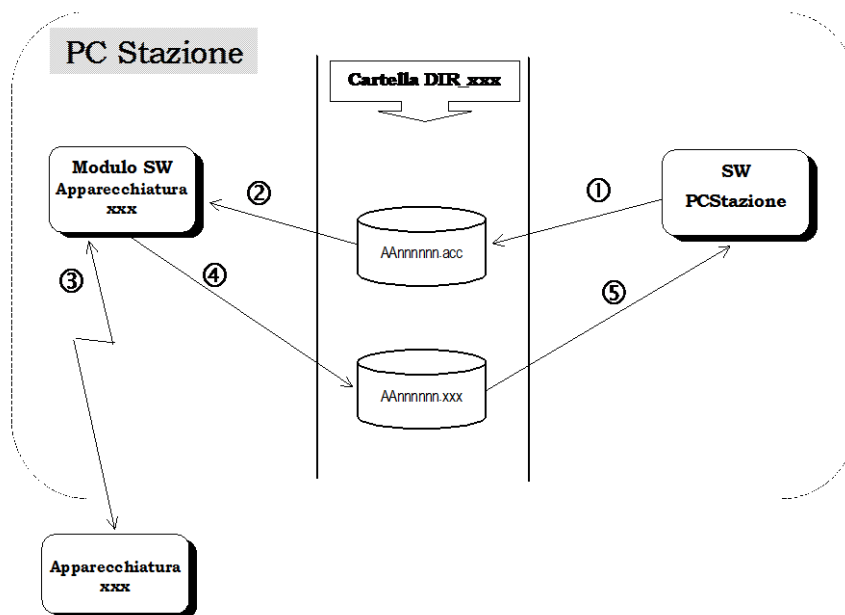 PC Stazione
Cartella DIR_xxx
Modulo SW
Apparecchiatura
xxx
②
①
SW
PCStazione
AAnnnnnn.acc
③
④
⑤
AAnnnnnn.xxx
Apparecchiatura
xxx